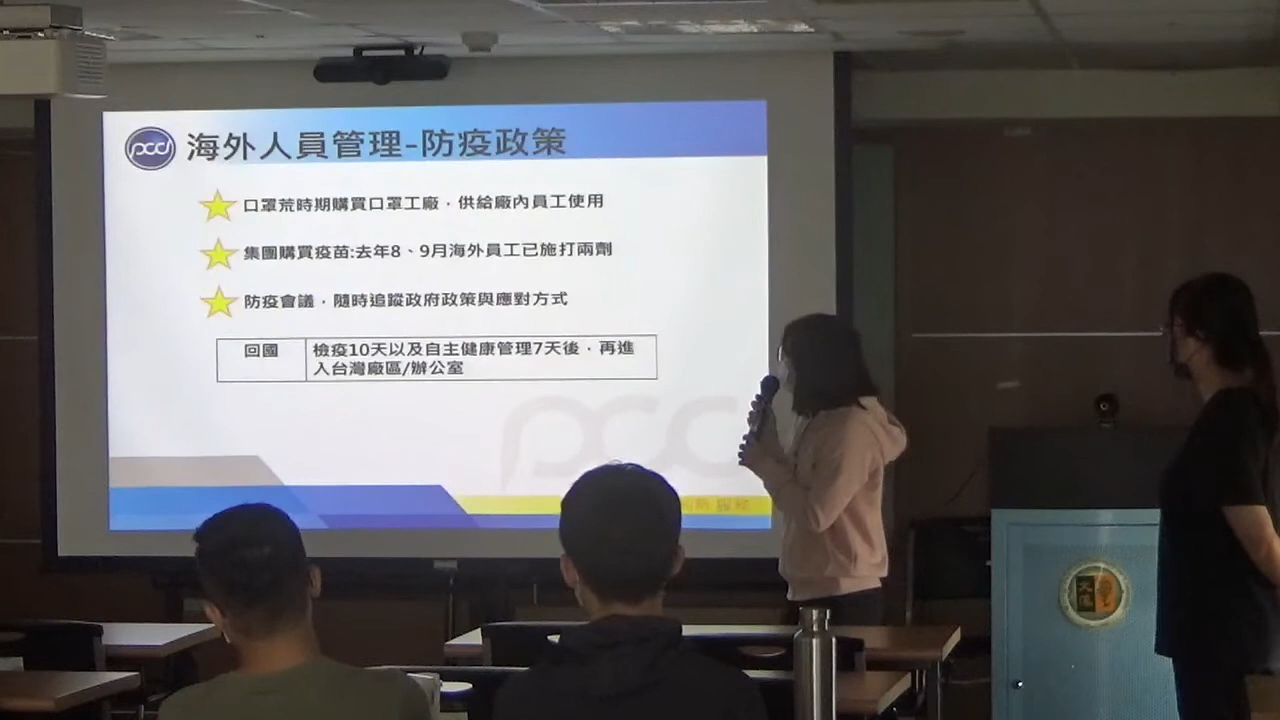 pcc
海外人員管理-防疫政策
口罩荒時期購買口罩工廠，供給廠內員工使用
集團購買疫苗:去年8、9月海外員工已施打兩劑
防疫會議，隨時追蹤政府政策與應對方式
回國
檢疫10天以及自主健康管理7天後，再進
入台灣廠區/辦公室
pcc
服務